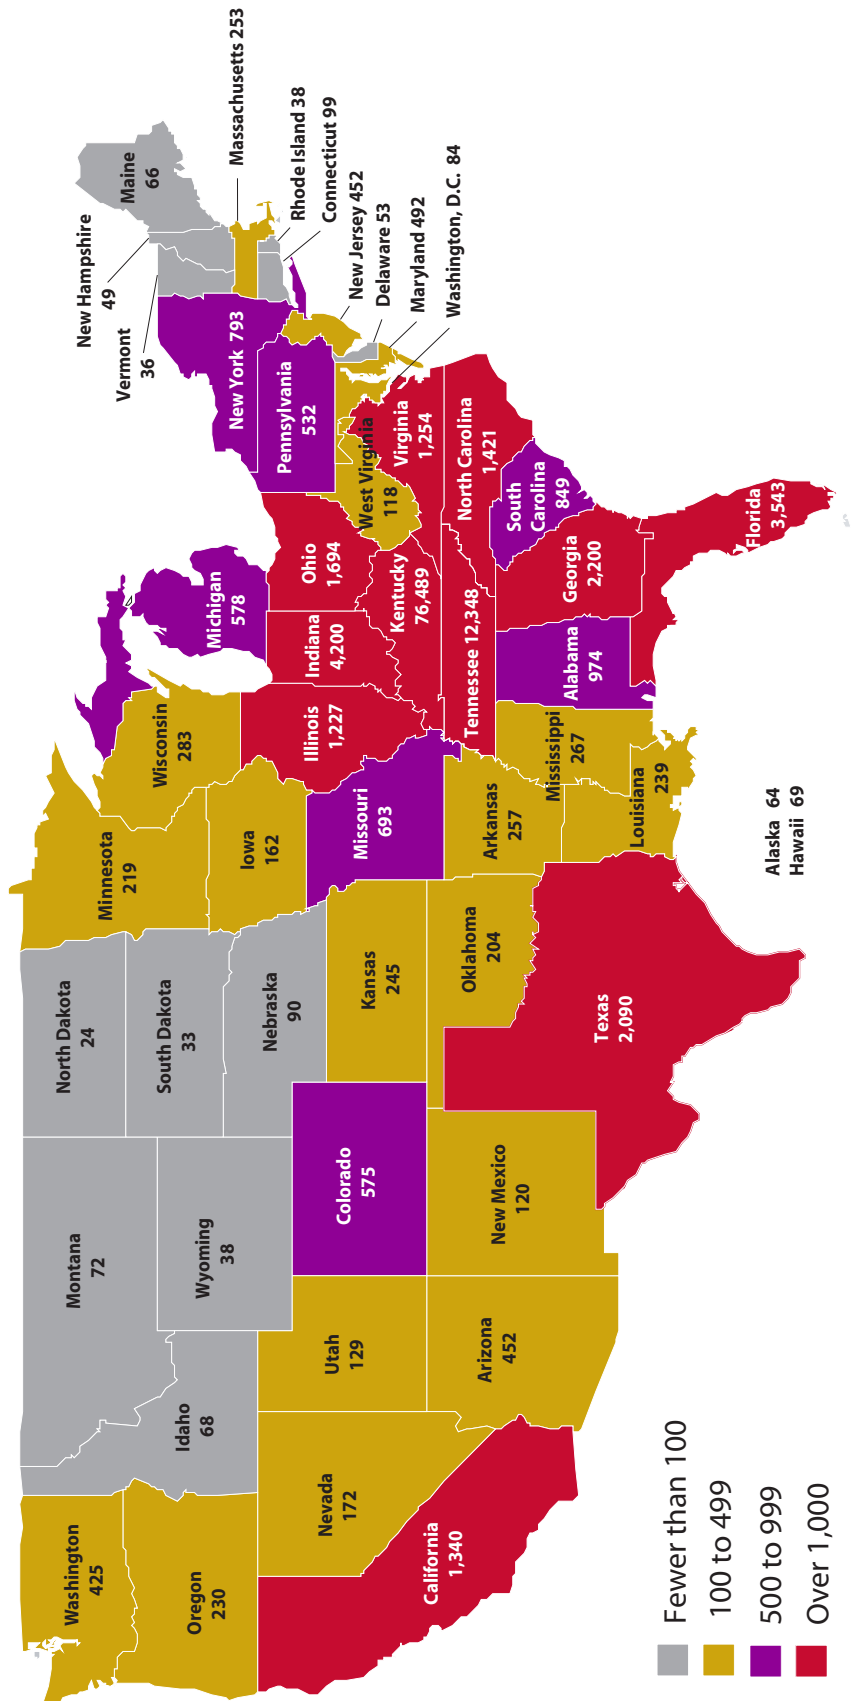 Washington
425
Oregon
230
California
1,340
Nevada
172
Idaho
68
Montana
72
Wyoming
38
Utah
129
Arizona
452
Colorado
575
New Mexico
120
North Dakota
24
South Dakota
33
Nebraska
90
Kansas
245
Oklahoma
204
Texas
2,090
Minnesota
219
Iowa
162
Missouri
693
Arkansas
257
Louisiana
239
Wisconsin
283
Illinois
1,227
Michigan
578
Indiana
4,200
Ohio
1,694
Kentucky
76,489
Tennessee 12,348
Mississippi
267
Alabama
974
Georgia
2,200
Florida
3,543
South
Carolina
849
North Carolina
1,421
Virginia
1,254
West Virginia
118
Pennsylvania
532
New York 793
Vermont
36
New Hampshire
49
Maine
66
Massachusetts 253
Rhode Island 38
Connecticut 99
New Jersey 452
Delaware 53
Maryland 492
Washington, D.C. 84
Alaska 64
Hawaii 69
Fewer than 100
100 to 499
500 to 999
Over 1,000